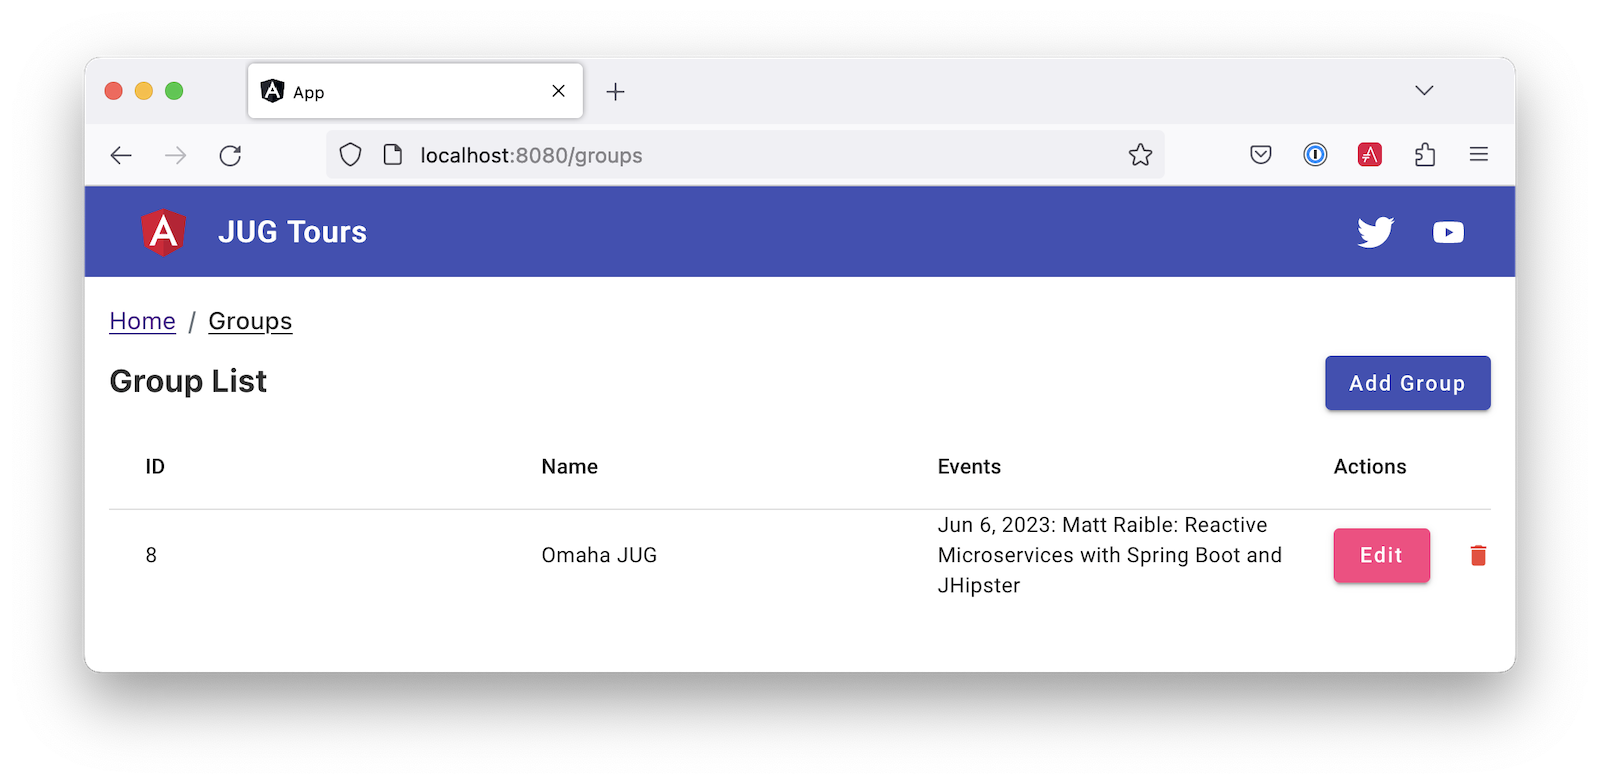 App
localhost:8080/groups
JUG Tours
Home / Groups
Group List
Add Group
ID Name Events Actions
8 Omaha JUG Jun 6, 2023: Matt Raible: Reactive
Microservices with Spring Boot and
JHipster
Edit